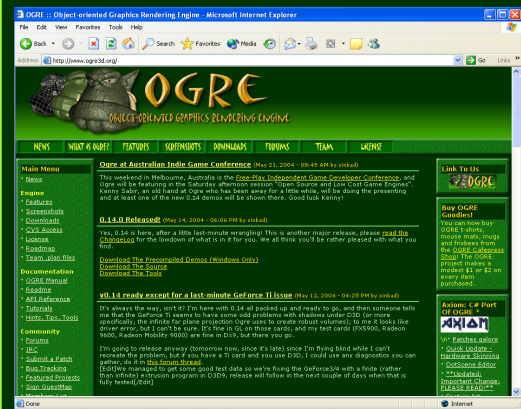 OGRE :: Object-oriented Graphics Rendering Engine - Microsoft Internet Explorer
File Edit View Favorites Tools Help
Back Search Favorites Media
Address http://www.ogre3d.org/ Go Links
OGRE
OBJECT-ORIENTED GRAPHICS RENDERING ENGINE
NEWS WHAT IS OGRE? FEATURES SCREENSHOTS DOWNLOADS FORUMS TEAM LICENSE
Main Menu
* News
Engine
* Features
* Screenshots
* Downloads
* CVS Access
* License
* Roadmap
* Team .plan files
Documentation
* OGRE Manual
* Readme
* API Reference
* Tutorials
* Hints, Tips, Tools
Community
* Forums
* IRC
* Submit a Patch
* Bug Tracking
* Featured Projects
* Sign GuestMap
Ogre at Australian Indie Game Conference (May 21, 2004 - 08:45 AM by sinbad)
This weekend in Melbourne, Australia is the Free-Play Independent Game Developer Conference, and
Ogre will be featuring in the Saturday afternoon session "Open Source and Low Cost Game Engines".
Kenny Sabir, an old hand at Ogre who has been away for a little while, will be doing the presenting
and at least one of the new 0.14 demos will be shown there. Good luck Kenny!
0.14.0 Released! (May 14, 2004 - 06:06 PM by sinbad)
Yes, 0.14 is here, after a little last-minute wrangling! This is another major release, please read the
ChangeLog for the lowdown of what is in it for you. We all think you'll be rather pleased with what you
find.
Download The Precompiled Demos (Windows Only)
Download The Source
Download The Tools
v0.14 ready except for a last-minute GeForce Ti issue (May 12, 2004 - 04:25 PM by sinbad)
It's always the way, isn't it? I'm here with 0.14 all packed up and ready to go, and then someone tells
me that the GeForce Ti seems to have some odd problems with shadows under D3D (or more
specifically, the infinite far plane projection Ogre uses to create robust volumes); to me it looks like
driver error, but I can't be sure. It's fine in GL on those cards, and my test cards (FX5900, Radeon
9600, Radeon Mobility 9000) are fine in Dx9, but there you go.
I'm going to release anyway (tomorrow now, since it's late) since I'm flying blind while I can't
recreate the problem, but if you have a Ti card and you use D3D, I could use any diagnostics you can
gather, do it in this forum thread.
[Edit]We managed to get some good test data so we're fixing the GeForce3/4 with a finite (rather
than infinite) extrusion program in D3D9, release will follow in the next couple of days when that is
fully tested[/Edit]
Link To Us
OGRE
Buy OGRE
Goodies!
You can now buy
OGRE t-shirts,
mouse mats, mugs
and frisbees from
the OGRE Cafepress
Shop! The OGRE
project makes a
modest $1 or $2 on
every item
purchased.
Axiom: C# Port
Of OGRE *
AXIOM
\n* Patches galore
* Quick Update -
Hardware Skinning
* DotScene Editor
* **Updated:
Important Change:
PLEASE READ!**
Done Internet